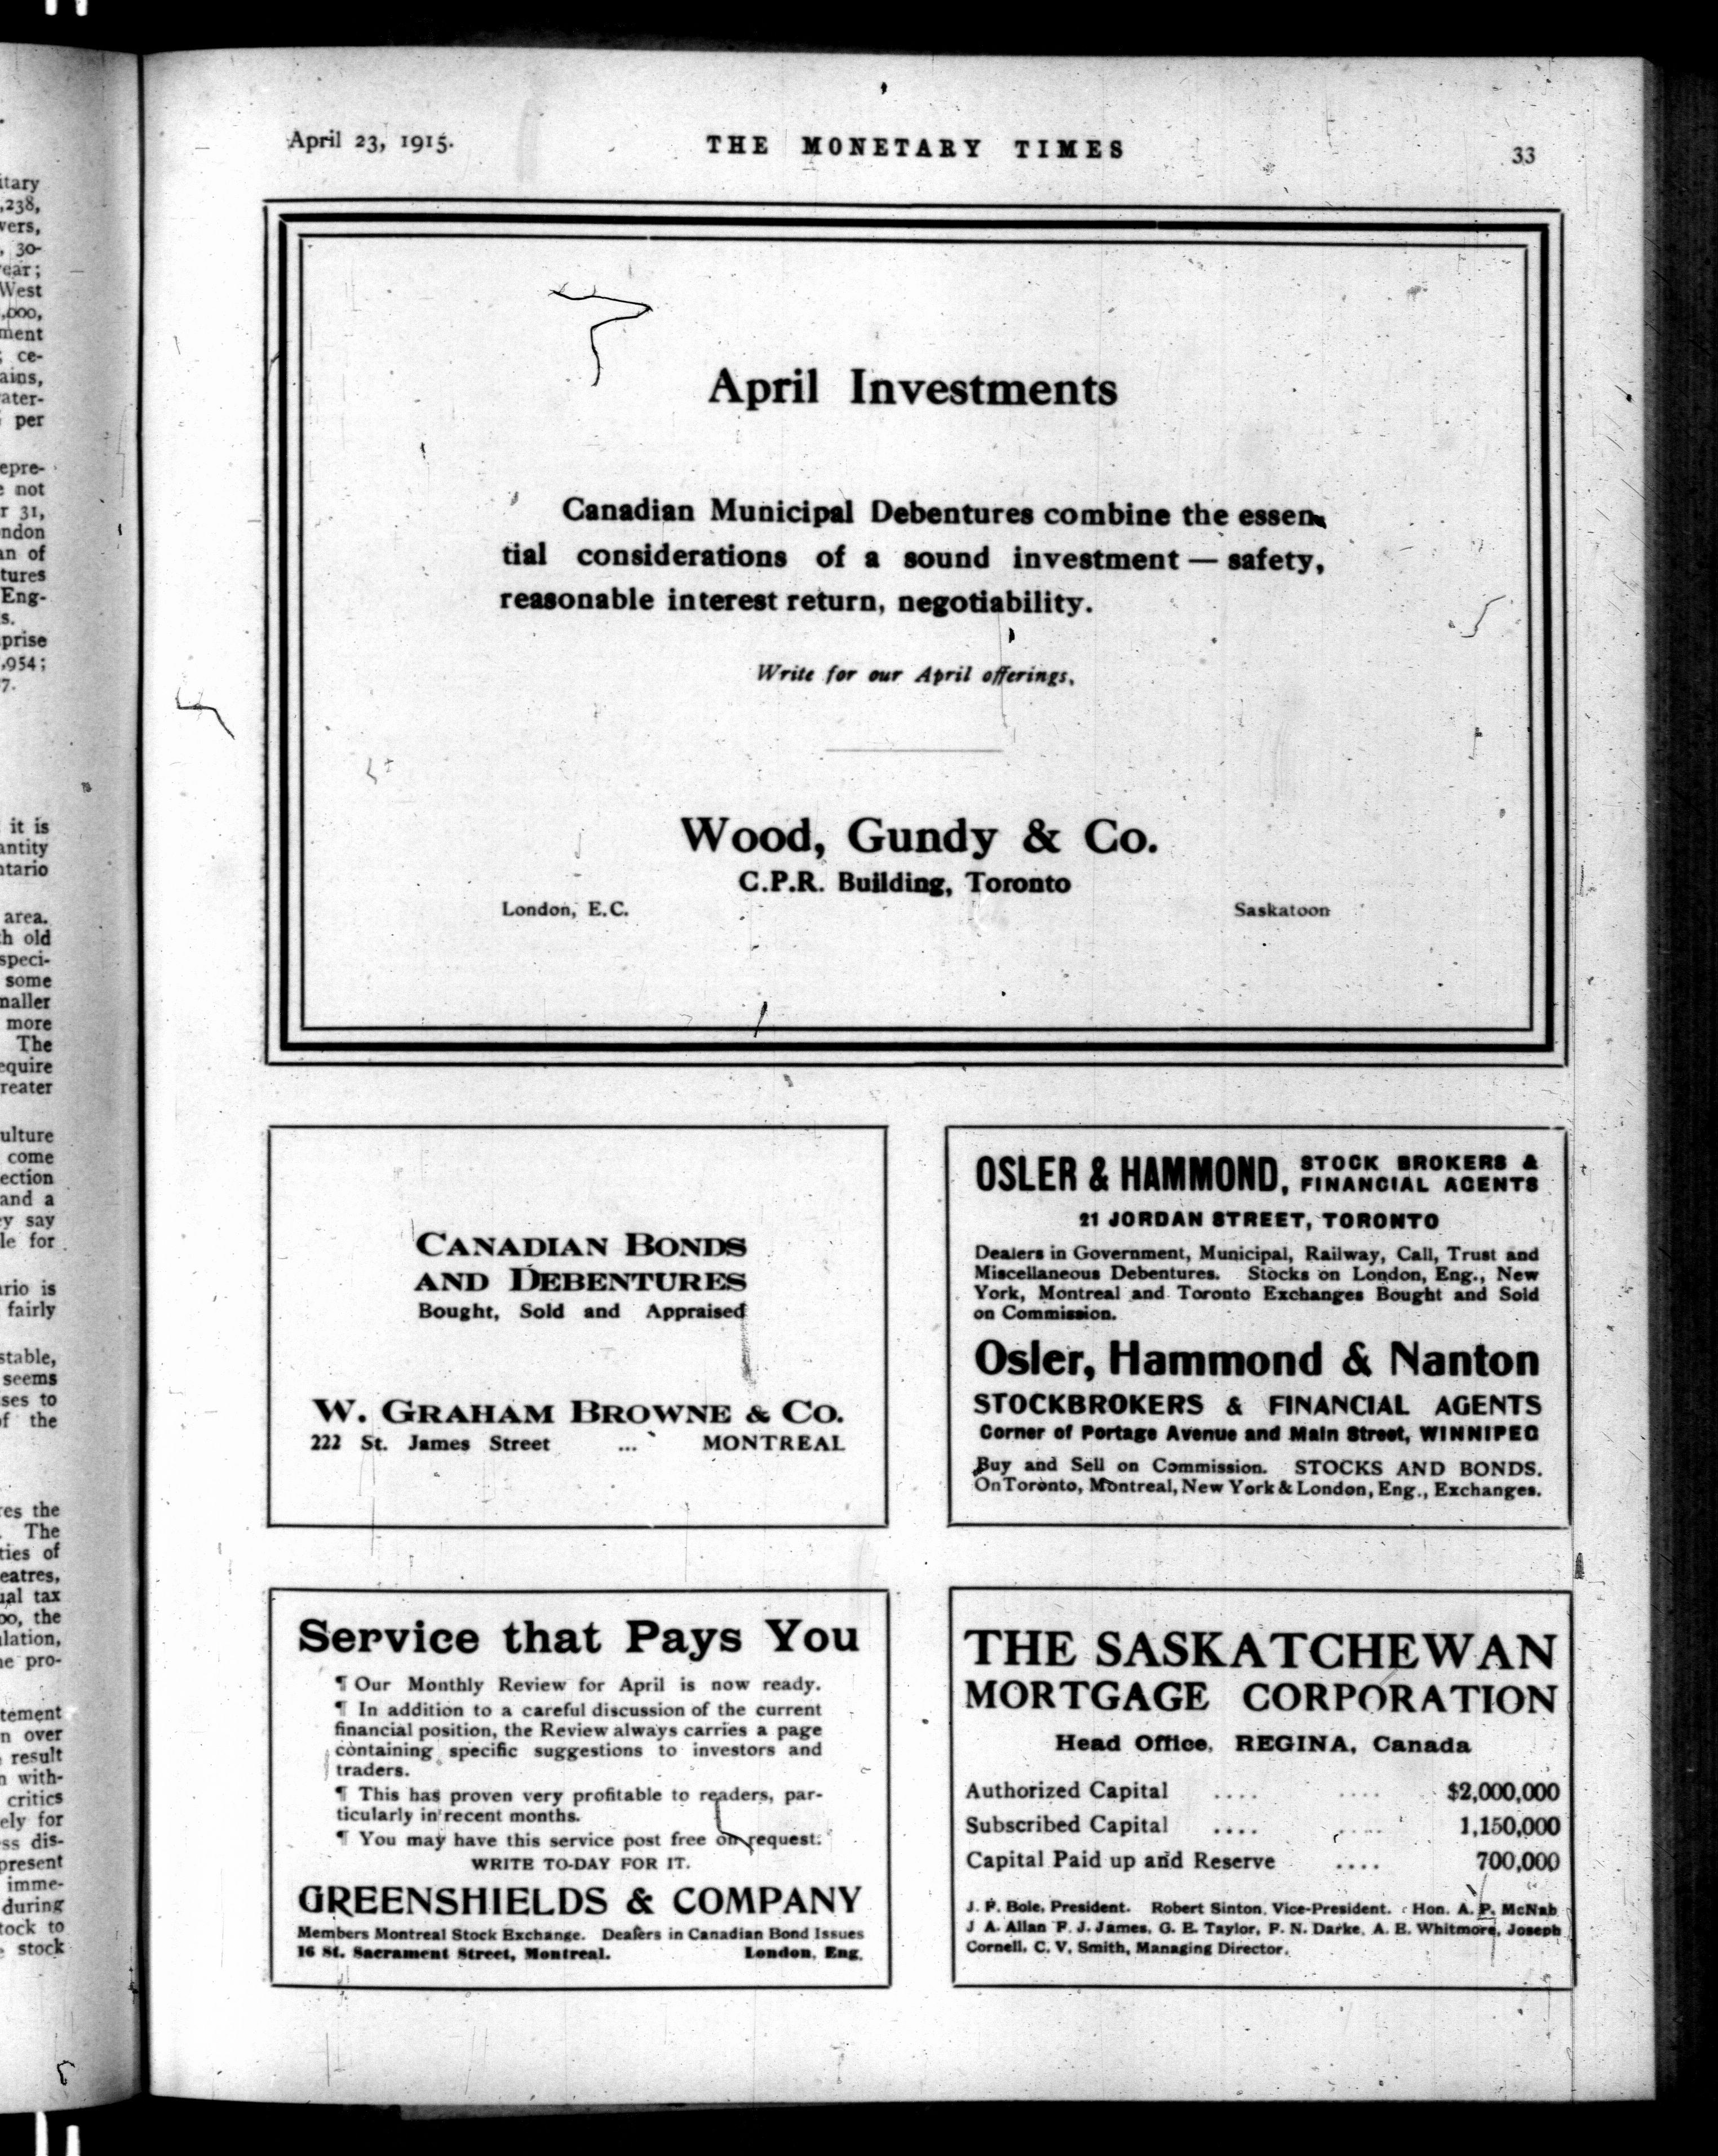 April 23, 1915.
THE MONETARY TIMES
33
April Investments
Canadian Municipal Debentures combine the essen-
tial considerations of a sound investment — safety,
reasonable interest return, negotiability.
Write for our April offerings.
Wood, Gundy & Co.
C.P.R. Building, Toronto
London, E.C.
Saskatoon
CANADIAN BONDS
AND DEBENTURES
Bought, Sold and Appraised
W. GRAHAM BROWNE & CO.
222 St. James Street ... MONTREAL
OSLER & HAMMOND, STOCK BROKERS &
FINANCIAL AGENTS
21 JORDAN STREET, TORONTO
Dealers in Government, Municipal, Railway, Call, Trust and
Miscellaneous Debentures. Stocks on London, Eng., New
York, Montreal and Toronto Exchanges Bought and Sold
on Commission.
Osler, Hammond & Nanton
STOCKBROKERS & FINANCIAL AGENTS
Corner of Portage Avenue and Main Street, WINNIPEG
Buy and Sell on Commission. STOCKS AND BONDS.
On Toronto, Montreal, New York & London, Eng., Exchanges.
Service that Pays You
¶ Our Monthly Review for April is now ready.
¶ In addition to a careful discussion of the current
financial position, the Review always carries a page
containing specific suggestions to investors and
traders.
¶ This has proven very profitable to readers, par-
ticularly in recent months.
¶ You may have this service post free on request.
WRITE TO-DAY FOR IT.
GREENSHIELDS & COMPANY
Members Montreal Stock Exchange. Dealers in Canadian Bond Issues
16 St. Sacrament Street, Montreal. London, Eng.
THE SASKATCHEWAN
MORTGAGE CORPORATION
Head Office, REGINA, Canada
Authorized Capital .... .... $2,000,000
Subscribed Capital .... .... 1,150,000
Capital Paid up and Reserve .... 700,000
J. F. Bole, President. Robert Sinton, Vice-President. Hon. A. P. McNab
J A. Allan F. J. James, G. E. Taylor, F. N. Darke, A. E. Whitmore, Joseph
Cornell, C. V. Smith, Managing Director.